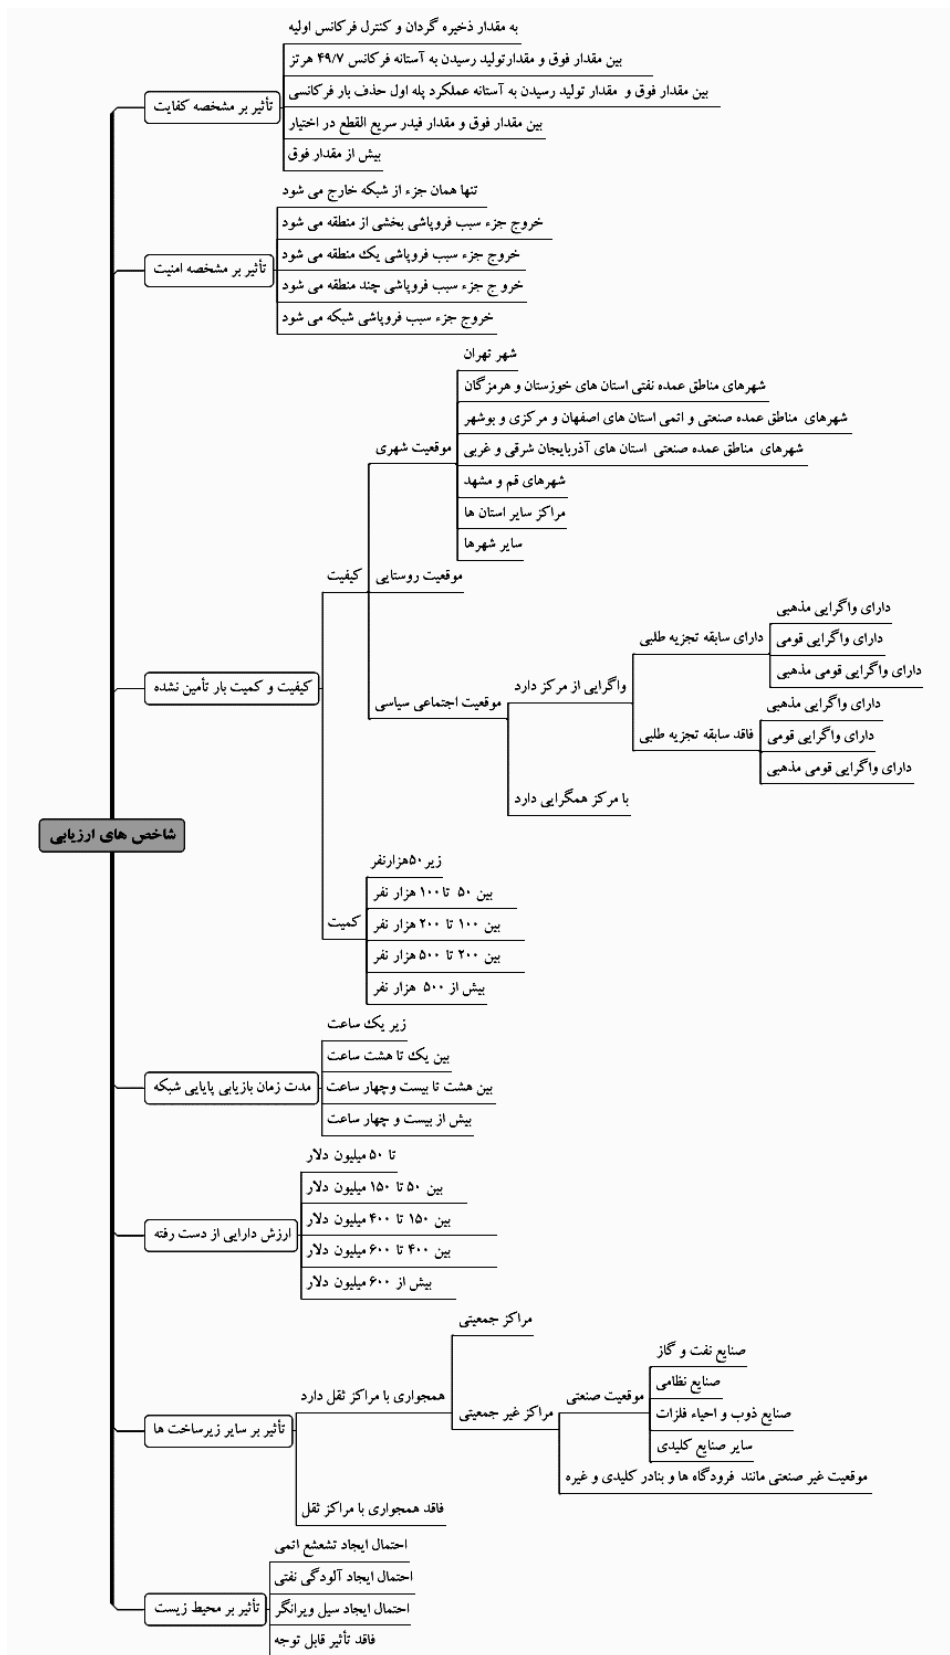 شاخص های ارزیابی
تأثیر بر مشخصه کفایت
به مقدار ذخیره گردان و کنترل فرکانس اولیه
بین مقدار فوق و مقدارتولید رسیدن به آستانه فرکانس ۴۹/۷ هرتز
بین مقدار فوق و مقدار تولید رسیدن به آستانه عملکرد پله اول حذف بار فرکانسی
بین مقدار فوق و مقدار فیدر سریع القطع در اختیار
بیش از مقدار فوق
تأثیر بر مشخصه امنیت
تنها همان جزء از شبکه خارج می شود
خروج جزء سبب فروپاشی بخشی از منطقه می شود
خروج جزء سبب فروپاشی یک منطقه می شود
خرو ج جزء سبب فروپاشی چند منطقه می شود
خروج جزء سبب فروپاشی شبکه می شود
کیفیت و کمیت بار تأمین نشده
کیفیت
موقعیت شهری
شهر تهران
شهرهای مناطق عمده نفتی استان های خوزستان و هرمزگان
شهرهای مناطق عمده صنعتی و اتمی استان های اصفهان و مرکزی و بوشهر
شهرهای مناطق عمده صنعتی استان های آذربایجان شرقی و غربی
شهرهای قم و مشهد
مراکز سایر استان ها
سایر شهرها
موقعیت روستایی
موقعیت اجتماعی سیاسی
واگرایی از مرکز دارد
دارای سابقه تجزیه طلبی
دارای واگرایی مذهبی
دارای واگرایی قومی
دارای واگرایی قومی مذهبی
فاقد سابقه تجزیه طلبی
دارای واگرایی مذهبی
دارای واگرایی قومی
دارای واگرایی قومی مذهبی
با مرکز همگرایی دارد
کمیت
زیر ۵۰هزارنفر
بین ۵۰ تا ۱۰۰ هزار نفر
بین ۱۰۰ تا ۲۰۰ هزار نفر
بین ۲۰۰ تا ۵۰۰ هزار نفر
بیش از ۵۰۰ هزار نفر
مدت زمان بازیابی پایایی شبکه
زیر یک ساعت
بین یک تا هشت ساعت
بین هشت تا بیست وچهار ساعت
بیش از بیست و چهار ساعت
ارزش دارایی از دست رفته
تا ۵۰ میلیون دلار
بین ۵۰ تا ۱۵۰ میلیون دلار
بین ۱۵۰ تا ۴۰۰ میلیون دلار
بین ۴۰۰ تا ۶۰۰ میلیون دلار
بیش از ۶۰۰ میلیون دلار
تأثیر بر سایر زیرساخت ها
همجواری با مراکز ثقل دارد
مراکز جمعیتی
مراکز غیر جمعیتی
موقعیت صنعتی
صنایع نفت و گاز
صنایع نظامی
صنایع ذوب و احیاء فلزات
سایر صنایع کلیدی
موقعیت غیر صنعتی مانند فرودگاه ها و بنادر کلیدی و غیره
فاقد همجواری با مراکز ثقل
تأثیر بر محیط زیست
احتمال ایجاد تشعشع اتمی
احتمال ایجاد آلودگی نفتی
احتمال ایجاد سیل ویرانگر
فاقد تأثیر قابل توجه